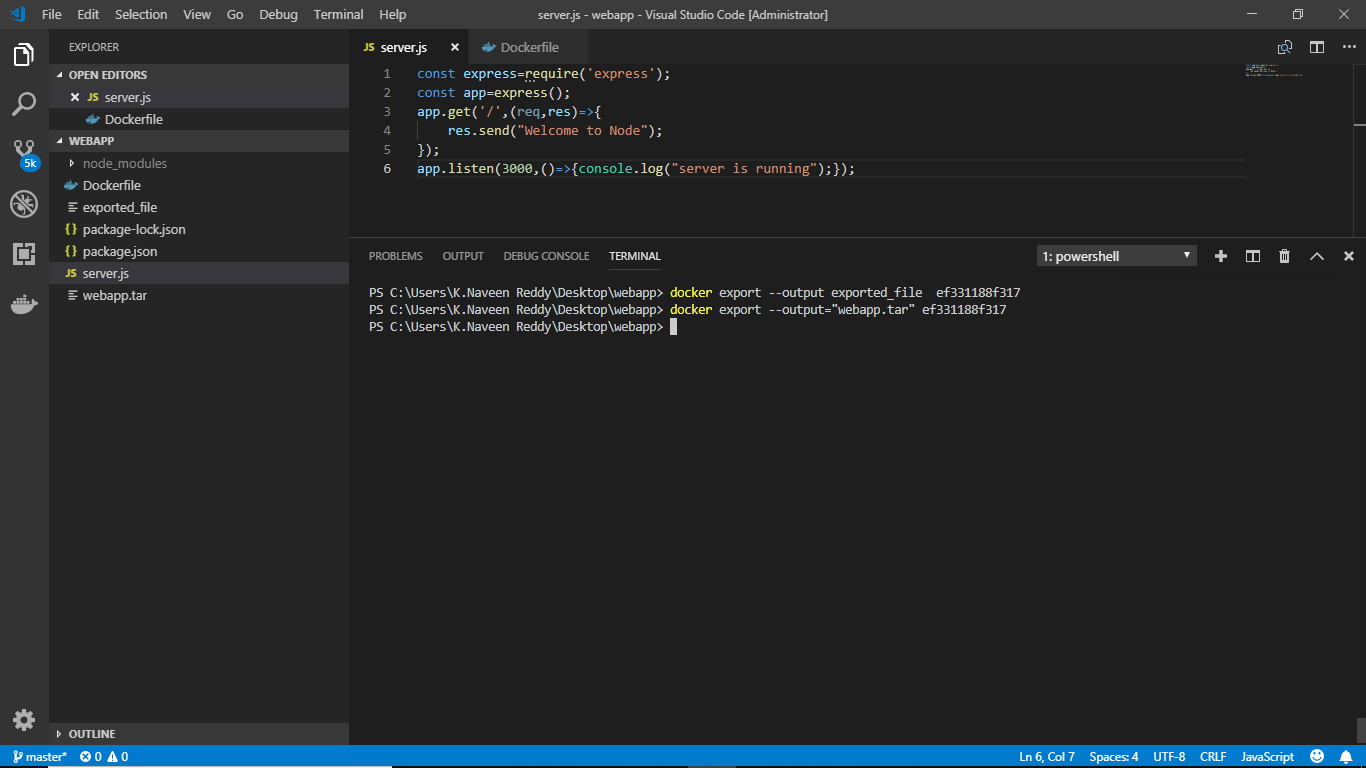 File Edit Selection View Go Debug Terminal Help server.js - webapp - Visual Studio Code [Administrator]
EXPLORER
OPEN EDITORS
JS server.js
Dockerfile
WEBAPP
node_modules
Dockerfile
exported_file
{} package-lock.json
{} package.json
JS server.js
webapp.tar
OUTLINE
5k
JS server.js Dockerfile
1 const express=require('express');
2 const app=express();
3 app.get('/',(req,res)=>{
4 res.send("Welcome to Node");
5 });
6 app.listen(3000,()=>{console.log("server is running");});
PROBLEMS OUTPUT DEBUG CONSOLE TERMINAL 1: powershell
PS C:\Users\K.Naveen Reddy\Desktop\webapp> docker export --output exported_file  ef331188f317
PS C:\Users\K.Naveen Reddy\Desktop\webapp> docker export --output="webapp.tar" ef331188f317
PS C:\Users\K.Naveen Reddy\Desktop\webapp>
master* 0 0 Ln 6, Col 7 Spaces: 4 UTF-8 CRLF JavaScript